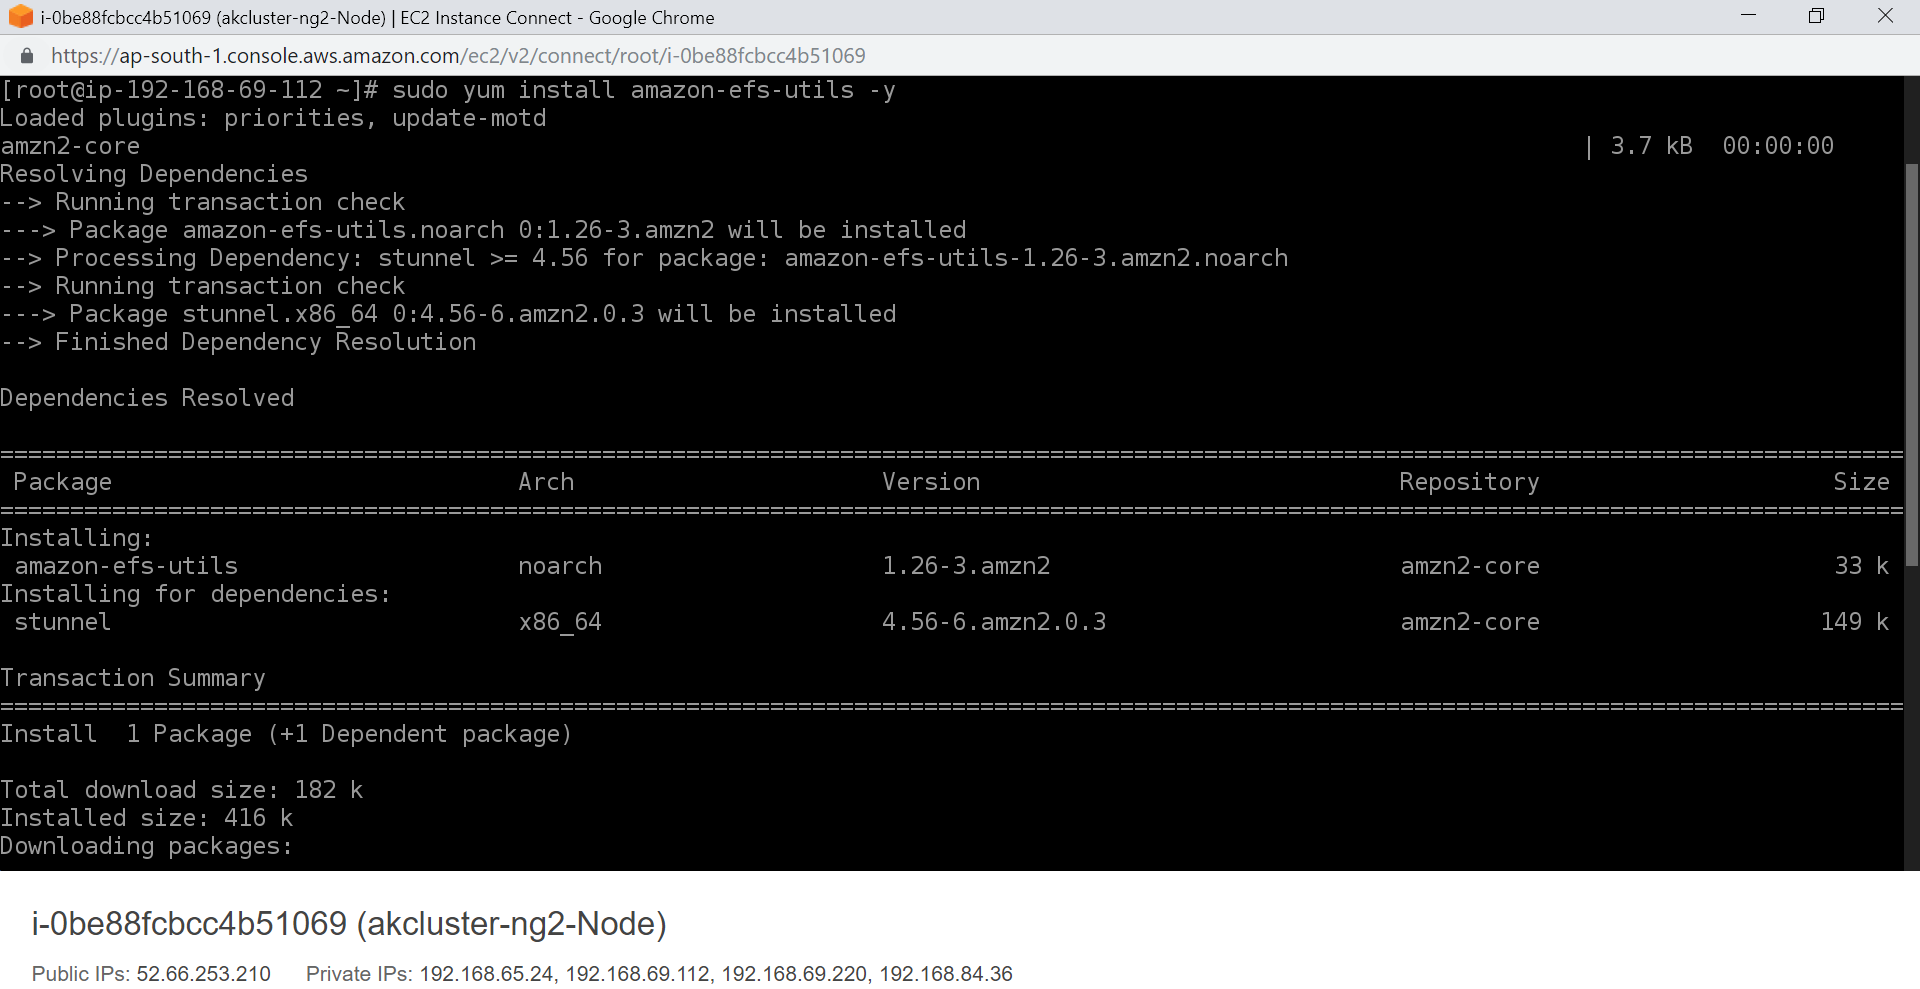 i-0be88fcbcc4b51069 (akcluster-ng2-Node) | EC2 Instance Connect - Google Chrome
https://ap-south-1.console.aws.amazon.com/ec2/v2/connect/root/i-0be88fcbcc4b51069
[root@ip-192-168-69-112 ~]# sudo yum install amazon-efs-utils -y
Loaded plugins: priorities, update-motd
amzn2-core | 3.7 kB 00:00:00
Resolving Dependencies
--> Running transaction check
---> Package amazon-efs-utils.noarch 0:1.26-3.amzn2 will be installed
--> Processing Dependency: stunnel >= 4.56 for package: amazon-efs-utils-1.26-3.amzn2.noarch
--> Running transaction check
---> Package stunnel.x86_64 0:4.56-6.amzn2.0.3 will be installed
--> Finished Dependency Resolution
Dependencies Resolved
Package Arch Version Repository Size
Installing:
amazon-efs-utils noarch 1.26-3.amzn2 amzn2-core 33 k
Installing for dependencies:
stunnel x86_64 4.56-6.amzn2.0.3 amzn2-core 149 k
Transaction Summary
Install 1 Package (+1 Dependent package)
Total download size: 182 k
Installed size: 416 k
Downloading packages:
i-0be88fcbcc4b51069 (akcluster-ng2-Node)
Public IPs: 52.66.253.210 Private IPs: 192.168.65.24, 192.168.69.112, 192.168.69.220, 192.168.84.36